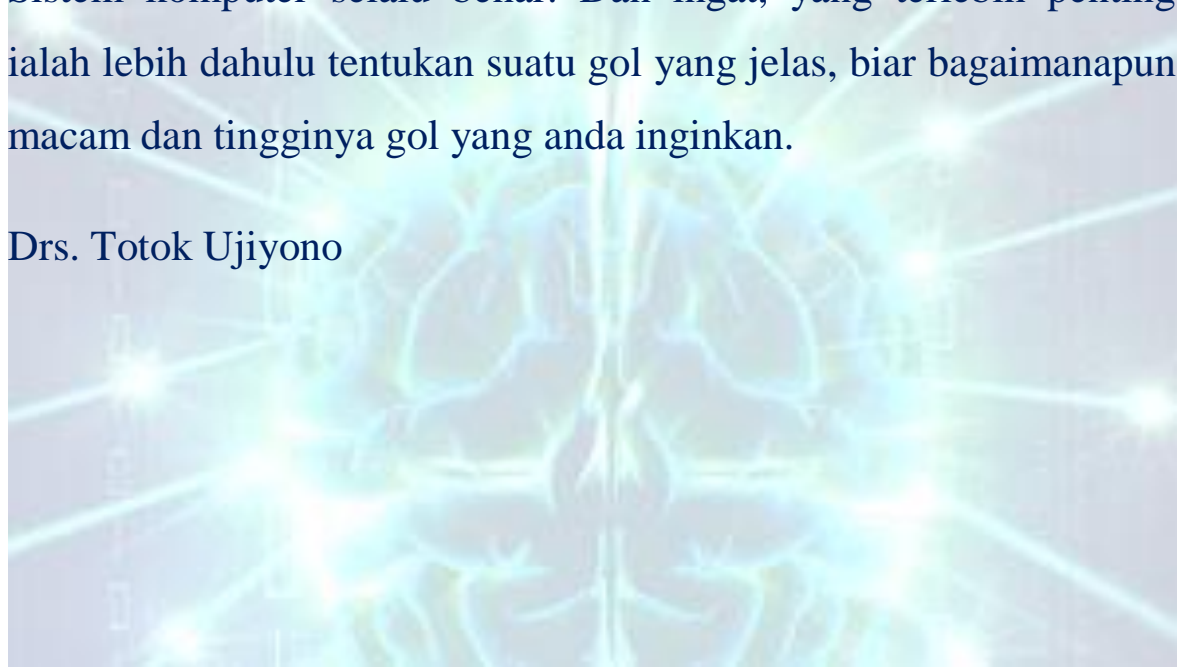 Sistem komputer selalu benar. Dan ingat, yang terlebih penting
ialah lebih dahulu tentukan suatu gol yang jelas, biar bagaimanapun
macam dan tingginya gol yang anda inginkan.
Drs. Totok Ujiyono